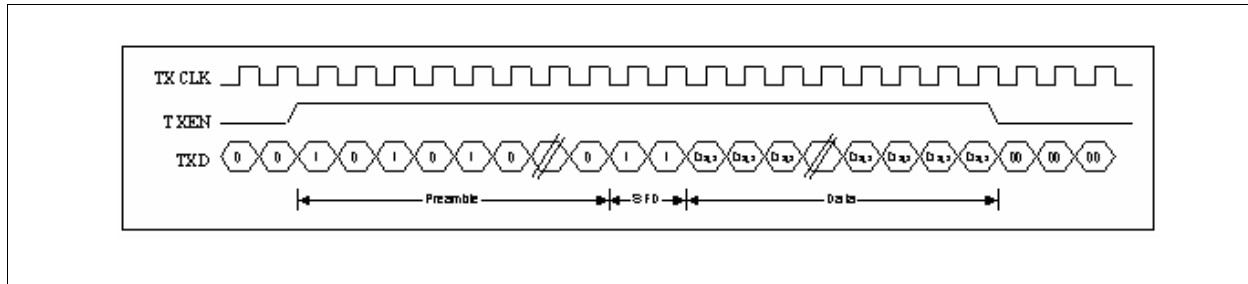 TX CLK
TXEN
TXD 0 0 1 0 1 0 1 0 0 1 1 00 00 00
Preamble SFD Data